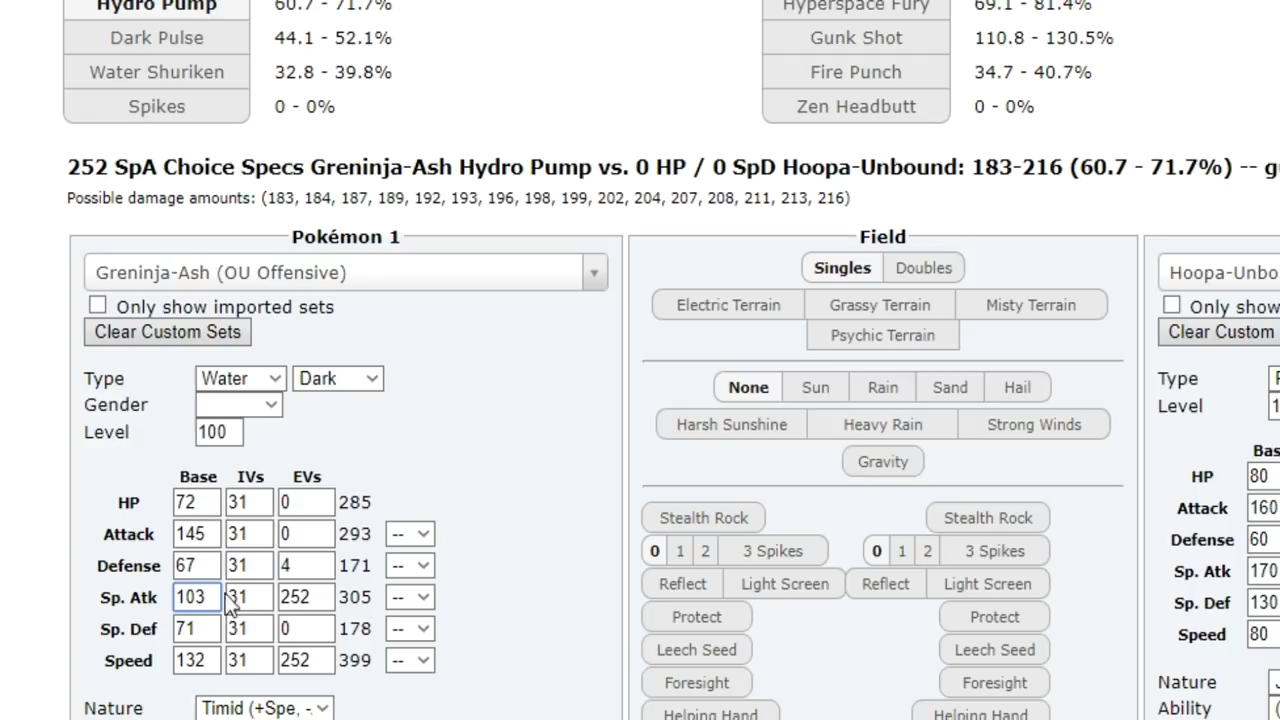 Hydro Pump 60.7 - 71.7% Hyperspace Fury 69.1 - 81.4%
Dark Pulse 44.1 - 52.1% Gunk Shot 110.8 - 130.5%
Water Shuriken 32.8 - 39.8% Fire Punch 34.7 - 40.7%
Spikes 0 - 0% Zen Headbutt 0 - 0%
252 SpA Choice Specs Greninja-Ash Hydro Pump vs. 0 HP / 0 SpD Hoopa-Unbound: 183-216 (60.7 - 71.7%) -- g
Possible damage amounts: (183, 184, 187, 189, 192, 193, 196, 198, 199, 202, 204, 207, 208, 211, 213, 216)
Pokémon 1
Greninja-Ash (OU Offensive)
Only show imported sets
Clear Custom Sets
Type Water Dark
Gender
Level 100
Base IVs EVs
HP 72 31 0 285
Attack 145 31 0 293 --
Defense 67 31 4 171 --
Sp. Atk 103 31 252 305 --
Sp. Def 71 31 0 178 --
Speed 132 31 252 399 --
Nature Timid (+Spe, -.
Field
Singles Doubles
Electric Terrain Grassy Terrain Misty Terrain
Psychic Terrain
None Sun Rain Sand Hail
Harsh Sunshine Heavy Rain Strong Winds
Gravity
Stealth Rock Stealth Rock
0 1 2 3 Spikes 0 1 2 3 Spikes
Reflect Light Screen Reflect Light Screen
Protect Protect
Leech Seed Leech Seed
Foresight Foresight
Helping Hand Helping Hand
Hoopa-Unbo
Only show
Clear Custom
Type
Level 1
Bas
HP 80
Attack 160
Defense 60
Sp. Atk 170
Sp. Def 130
Speed 80
Nature
Ability